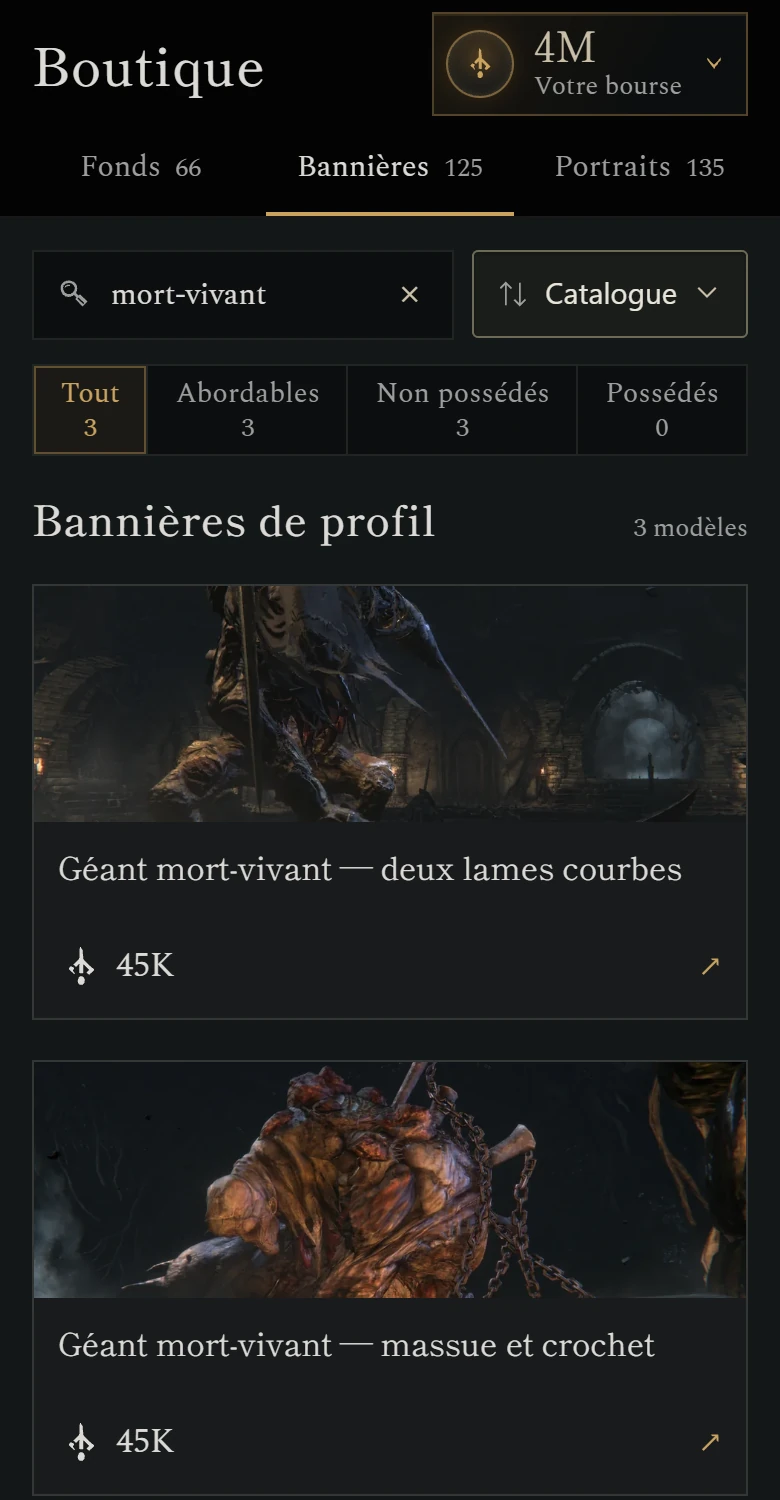 Boutique
4M
Votre bourse
Fonds 66
Bannières 125
Portraits 135
mort-vivant ×
Catalogue
Tout
3
Abordables
3
Non possédés
3
Possédés
0
Bannières de profil
3 modèles
Géant mort-vivant — deux lames courbes
45K
Géant mort-vivant — massue et crochet
45K